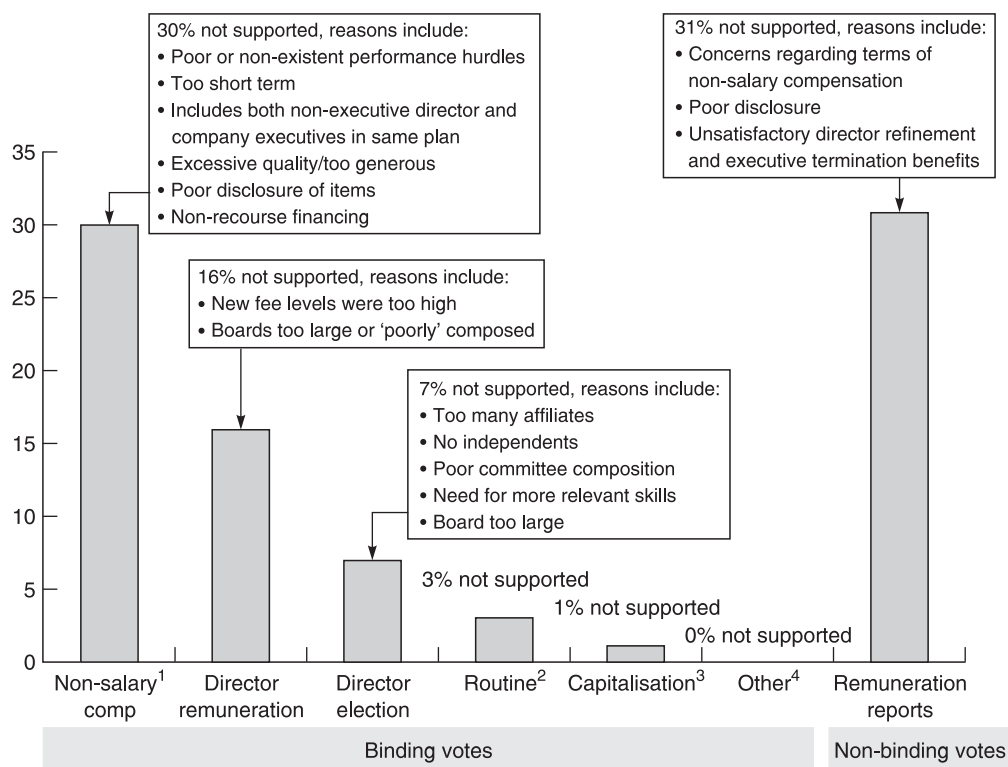 30% not supported, reasons include:
• Poor or non-existent performance hurdles
• Too short term
• Includes both non-executive director and
company executives in same plan
• Excessive quality/too generous
• Poor disclosure of items
• Non-recourse financing
31% not supported, reasons include:
• Concerns regarding terms of
non-salary compensation
• Poor disclosure
• Unsatisfactory director refinement
and executive termination benefits
16% not supported, reasons include:
• New fee levels were too high
• Boards too large or ‘poorly’ composed
7% not supported, reasons include:
• Too many affiliates
• No independents
• Poor committee composition
• Need for more relevant skills
• Board too large
3% not supported
1% not supported
0% not supported
35
30
25
20
15
10
5
0
Non-salary¹
comp
Director
remuneration
Director
election
Routine²
Capitalisation³
Other⁴
Remuneration
reports
Binding votes
Non-binding votes